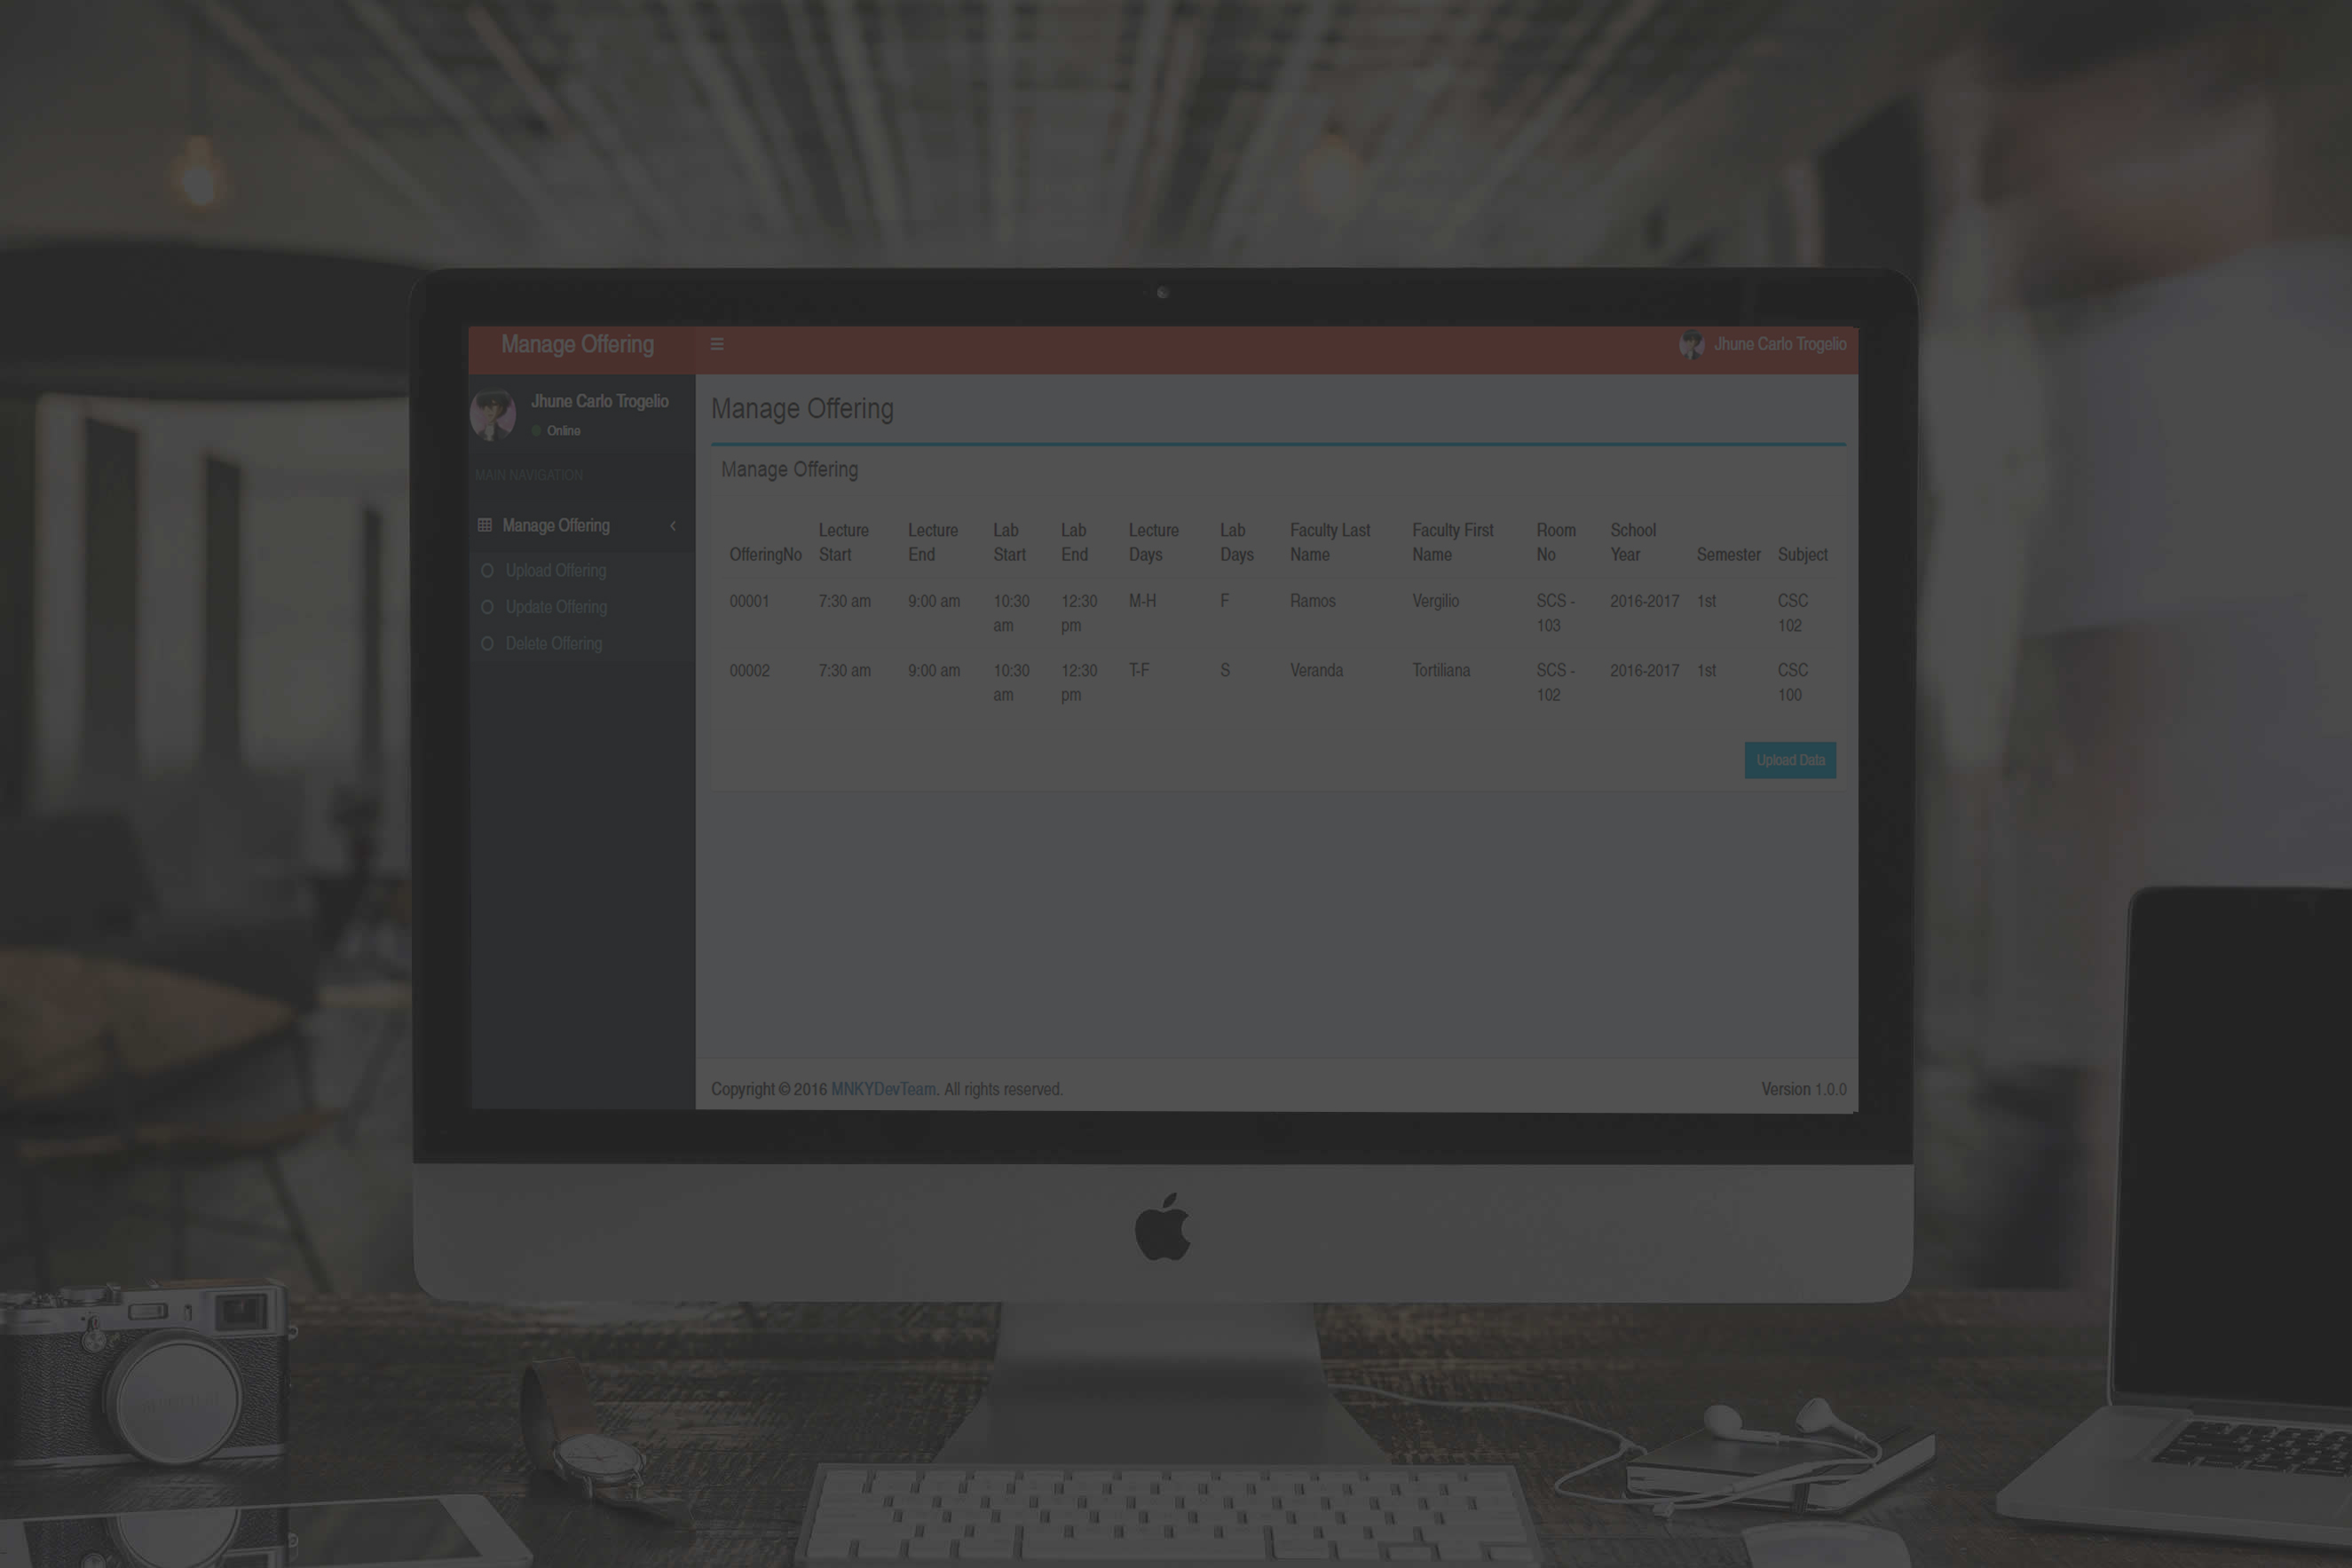 Manage Offering
Jhune Carlo Trogelio
Jhune Carlo Trogelio
Online
MAIN NAVIGATION
Manage Offering
Upload Offering
Update Offering
Delete Offering
Manage Offering
Manage Offering
OfferingNo Lecture Start Lecture End Lab Start Lab End Lecture Days Lab Days Faculty Last Name Faculty First Name Room No School Year Semester Subject
00001 7:30 am 9:00 am 10:30 am 12:30 pm M-H F Ramos Vergilio SCS - 103 2016-2017 1st CSC 102
00002 7:30 am 9:00 am 10:30 am 12:30 pm T-F S Veranda Tortiliana SCS - 102 2016-2017 1st CSC 100
Upload Data
Copyright © 2016 MNKYDevTeam. All rights reserved.
Version 1.0.0